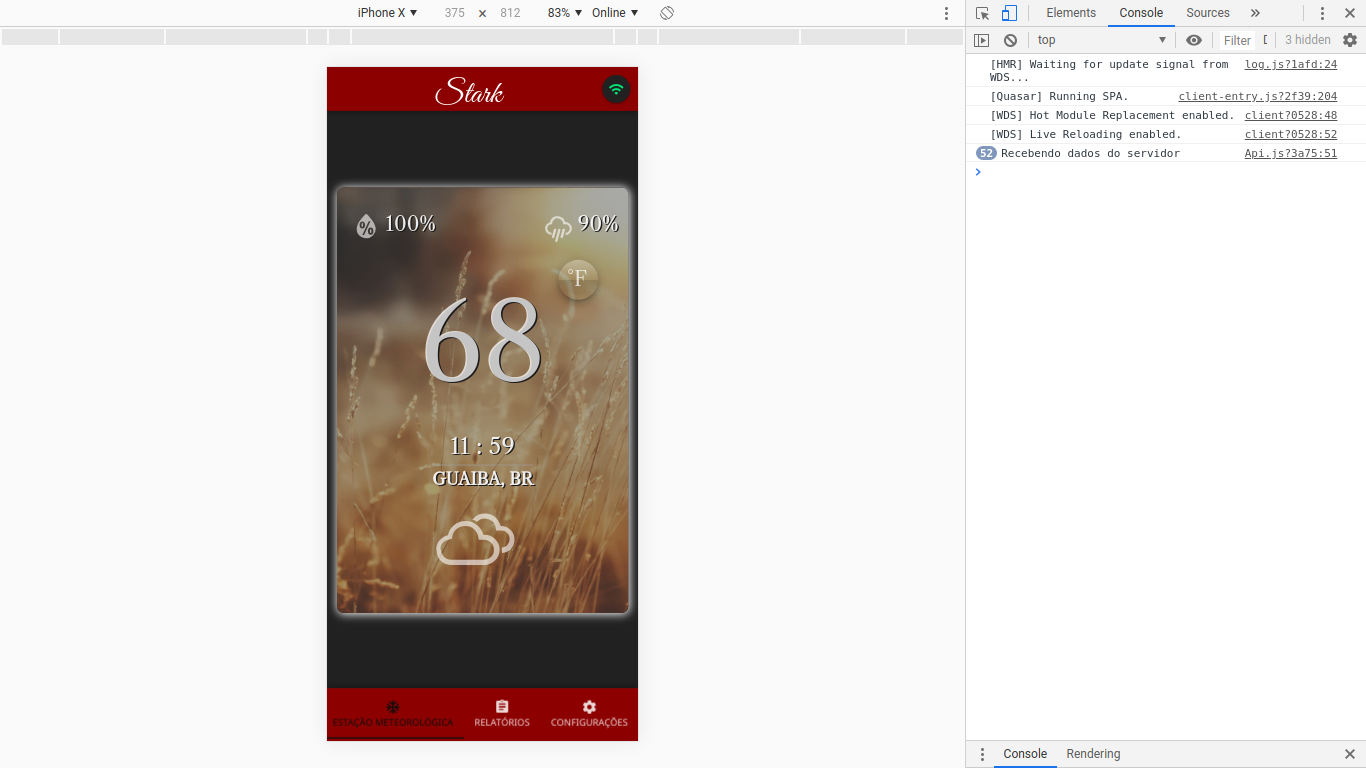 iPhone X 375 × 812 83% Online
Elements Console Sources
top Filter 3 hidden
[HMR] Waiting for update signal from log.js?1afd:24
WDS...
[Quasar] Running SPA. client-entry.js?2f39:204
[WDS] Hot Module Replacement enabled. client?0528:48
[WDS] Live Reloading enabled. client?0528:52
52 Recebendo dados do servidor Api.js?3a75:51
Stark
100% 90%
°F
68
11 : 59
GUAIBA, BR
ESTAÇÃO METEOROLÓGICA RELATÓRIOS CONFIGURAÇÕES
Console Rendering